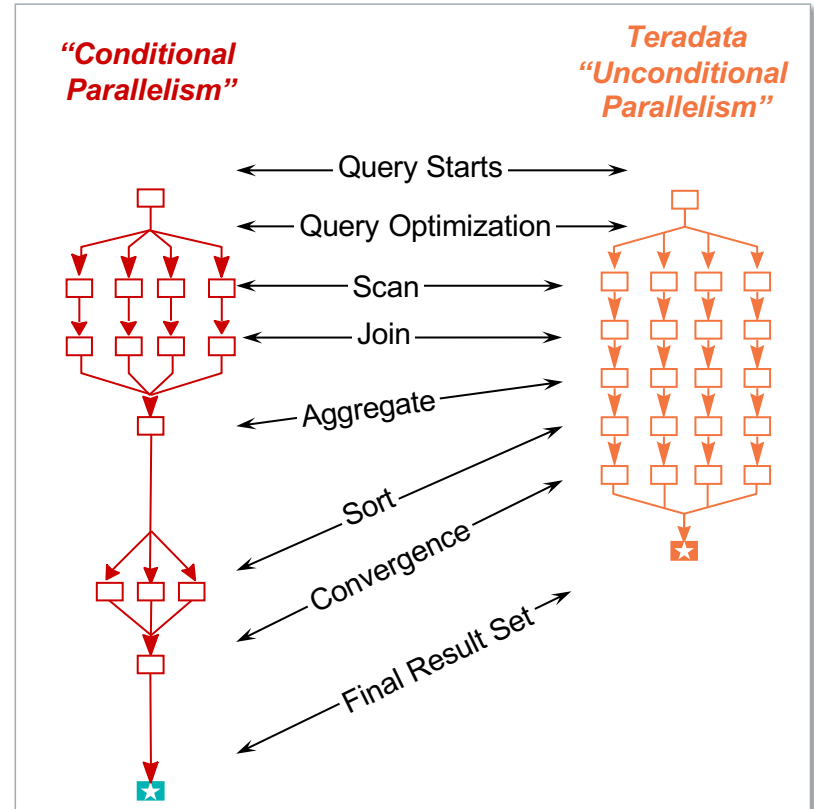 “Conditional
Parallelism”
Teradata
“Unconditional
Parallelism”
Query Starts
Query Optimization
Scan
Join
Aggregate
Sort
Convergence
Final Result Set